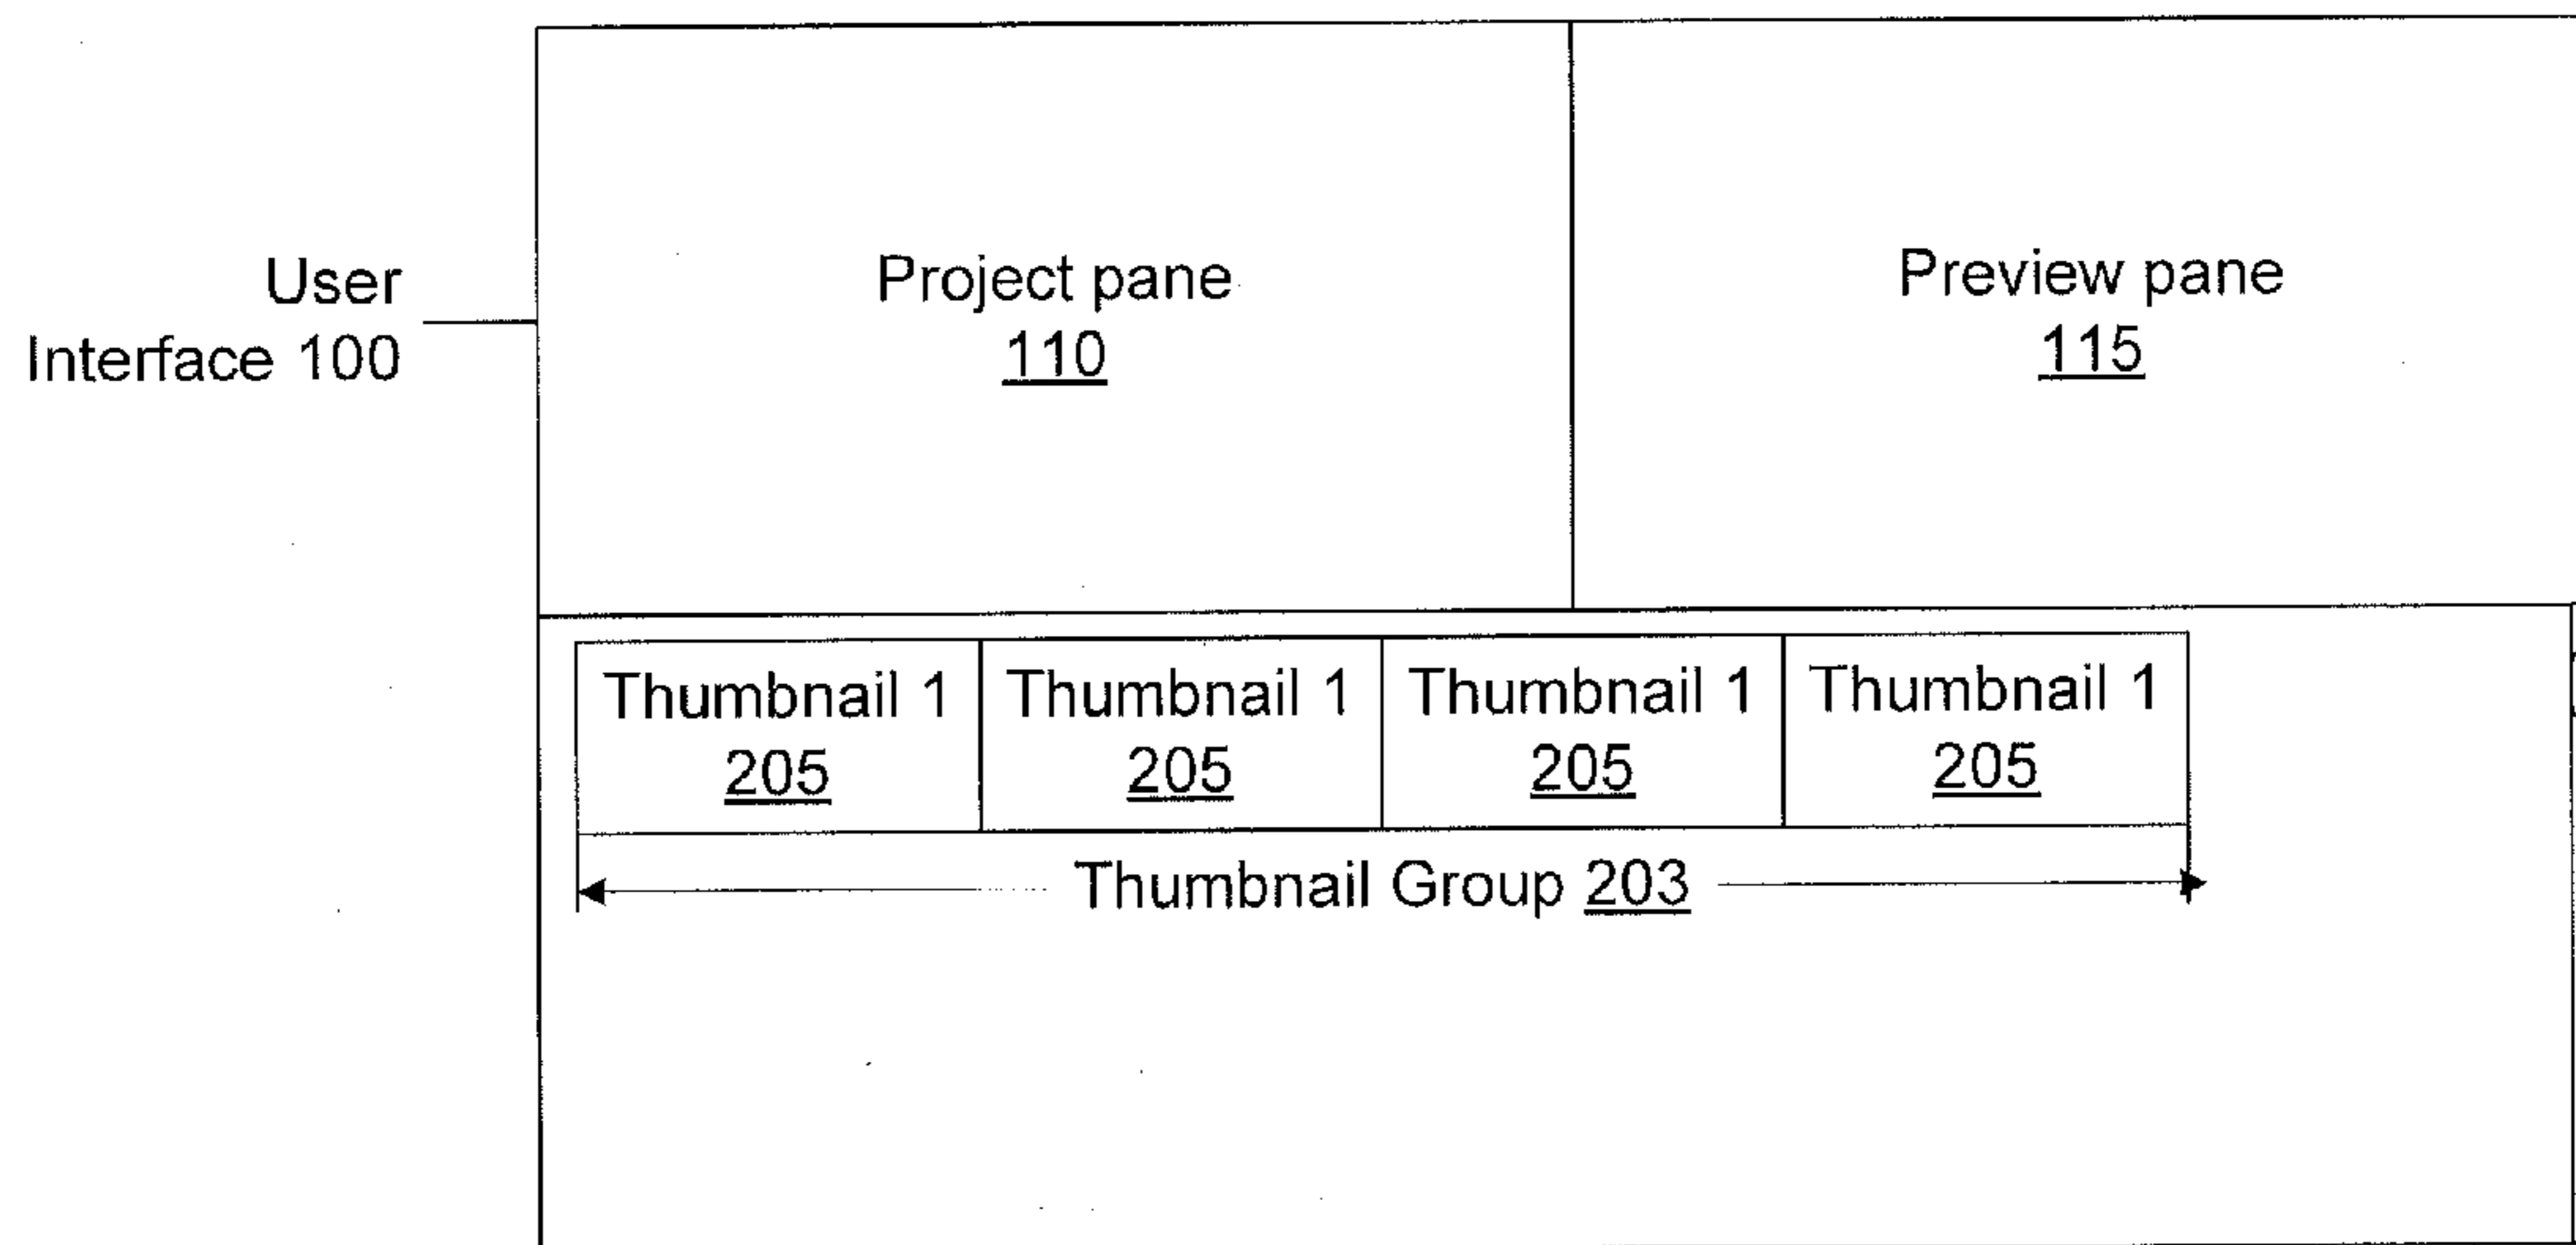 User
Interface 100
Project pane
110
Preview pane
115
Thumbnail 1
205
Thumbnail 1
205
Thumbnail 1
205
Thumbnail 1
205
Thumbnail Group 203